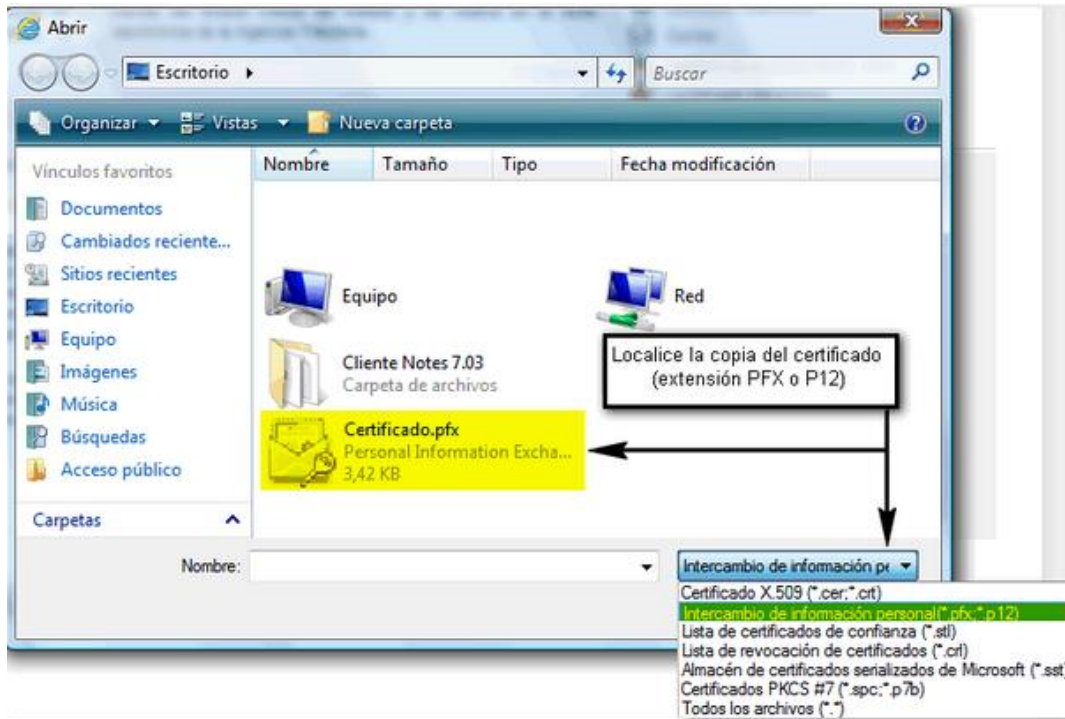 Abrir
Escritorio
Buscar
Organizar
Vistas
Nueva carpeta
Vínculos favoritos
Nombre
Tamaño
Tipo
Fecha modificación
Documentos
Cambiados reciente...
Sitios recientes
Escritorio
Equipo
Imágenes
Música
Búsquedas
Acceso público
Carpetas
Equipo
Red
Cliente Notes 7.03
Carpeta de archivos
Localice la copia del certificado
(extensión PFX o P12)
Certificado.pfx
Personal Information Excha...
3,42 KB
Nombre:
Intercambio de información pe
Certificado X.509 (*.cer;*.crt)
Intercambio de información personal(*.pfx;*.p12)
Lista de certificados de confianza (*.stl)
Lista de revocación de certificados (*.crl)
Almacén de certificados serializados de Microsoft (*.sst)
Certificados PKCS #7 (*.spc;*.p7b)
Todos los archivos (*.*)